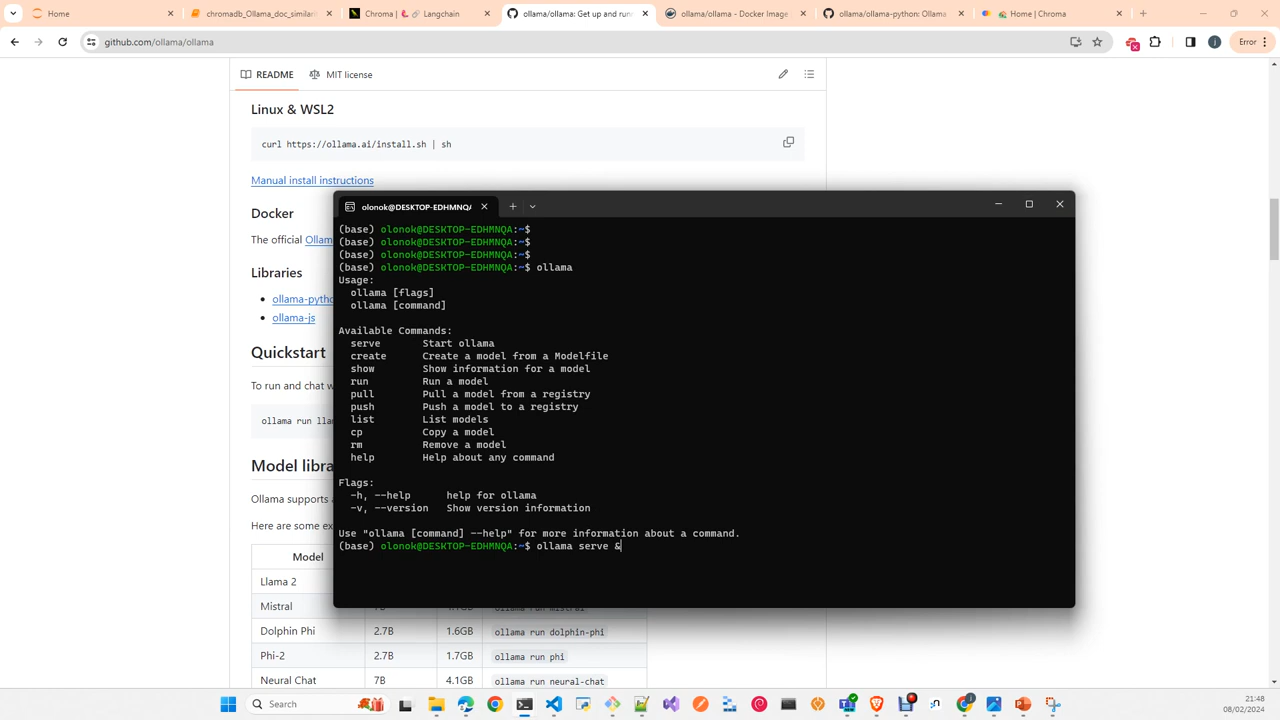 Home
chromadb_Ollama_doc_similari
Chroma | 🦜️🔗 Langchain
ollama/ollama: Get up and runn
ollama/ollama - Docker Image
ollama/ollama-python: Ollama
Home | Chroma
github.com/ollama/ollama
Error
README
MIT license
Linux & WSL2
curl https://ollama.ai/install.sh | sh
Manual install instructions
Docker
The official Ollam
Libraries
ollama-pytho
ollama-js
Quickstart
To run and chat w
ollama run llam
Model libra
Ollama supports a
Here are some ex
Model
Llama 2
Mistral
Dolphin Phi 2.7B 1.6GB ollama run dolphin-phi
Phi-2 2.7B 1.7GB ollama run phi
Neural Chat 7B 4.1GB ollama run neural-chat
olonok@DESKTOP-EDHMNQA:
(base) olonok@DESKTOP-EDHMNQA:~$
(base) olonok@DESKTOP-EDHMNQA:~$
(base) olonok@DESKTOP-EDHMNQA:~$
(base) olonok@DESKTOP-EDHMNQA:~$ ollama
Usage:
ollama [flags]
ollama [command]
Available Commands:
serve Start ollama
create Create a model from a Modelfile
show Show information for a model
run Run a model
pull Pull a model from a registry
push Push a model to a registry
list List models
cp Copy a model
rm Remove a model
help Help about any command
Flags:
-h, --help help for ollama
-v, --version Show version information
Use "ollama [command] --help" for more information about a command.
(base) olonok@DESKTOP-EDHMNQA:~$ ollama serve &
Search
21:48
08/02/2024